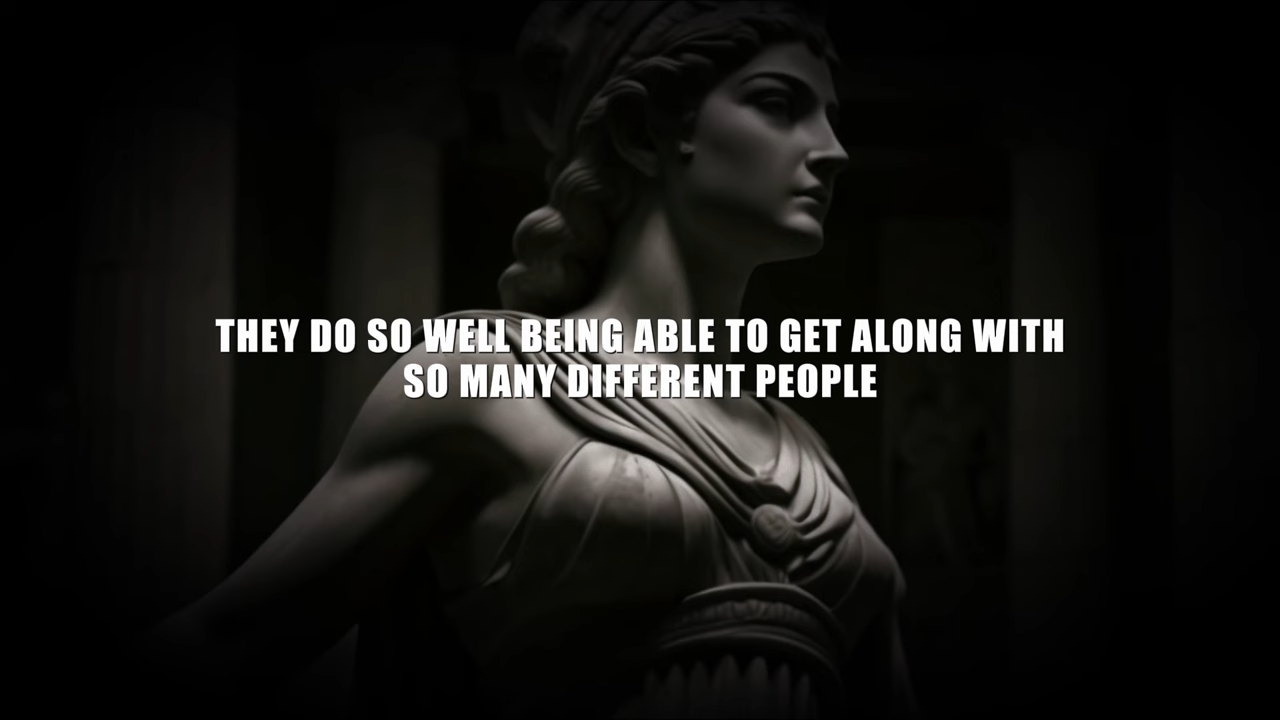 THEY DO SO WELL BEING ABLE TO GET ALONG WITH
SO MANY DIFFERENT PEOPLE